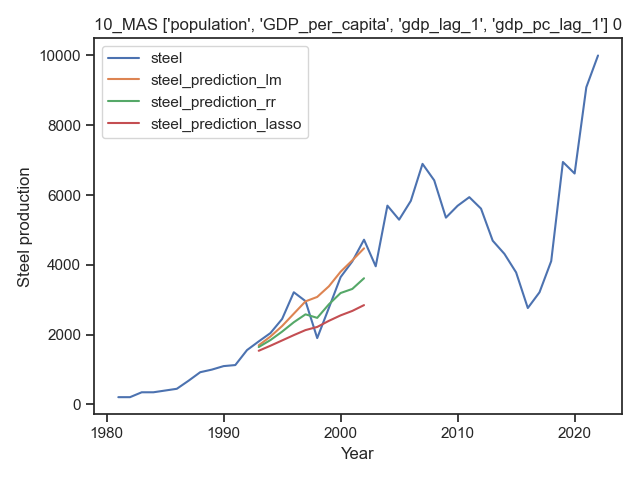 10_MAS ['population', 'GDP_per_capita', 'gdp_lag_1', 'gdp_pc_lag_1'] 0
steel
steel_prediction_lm
steel_prediction_rr
steel_prediction_lasso
10000
8000
6000
4000
2000
0
Steel production
1980
1990
2000
2010
2020
Year